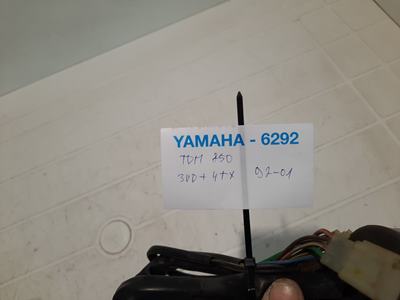 YAMAHA - 6292
TDM 850
3VD + 4TX 92-01